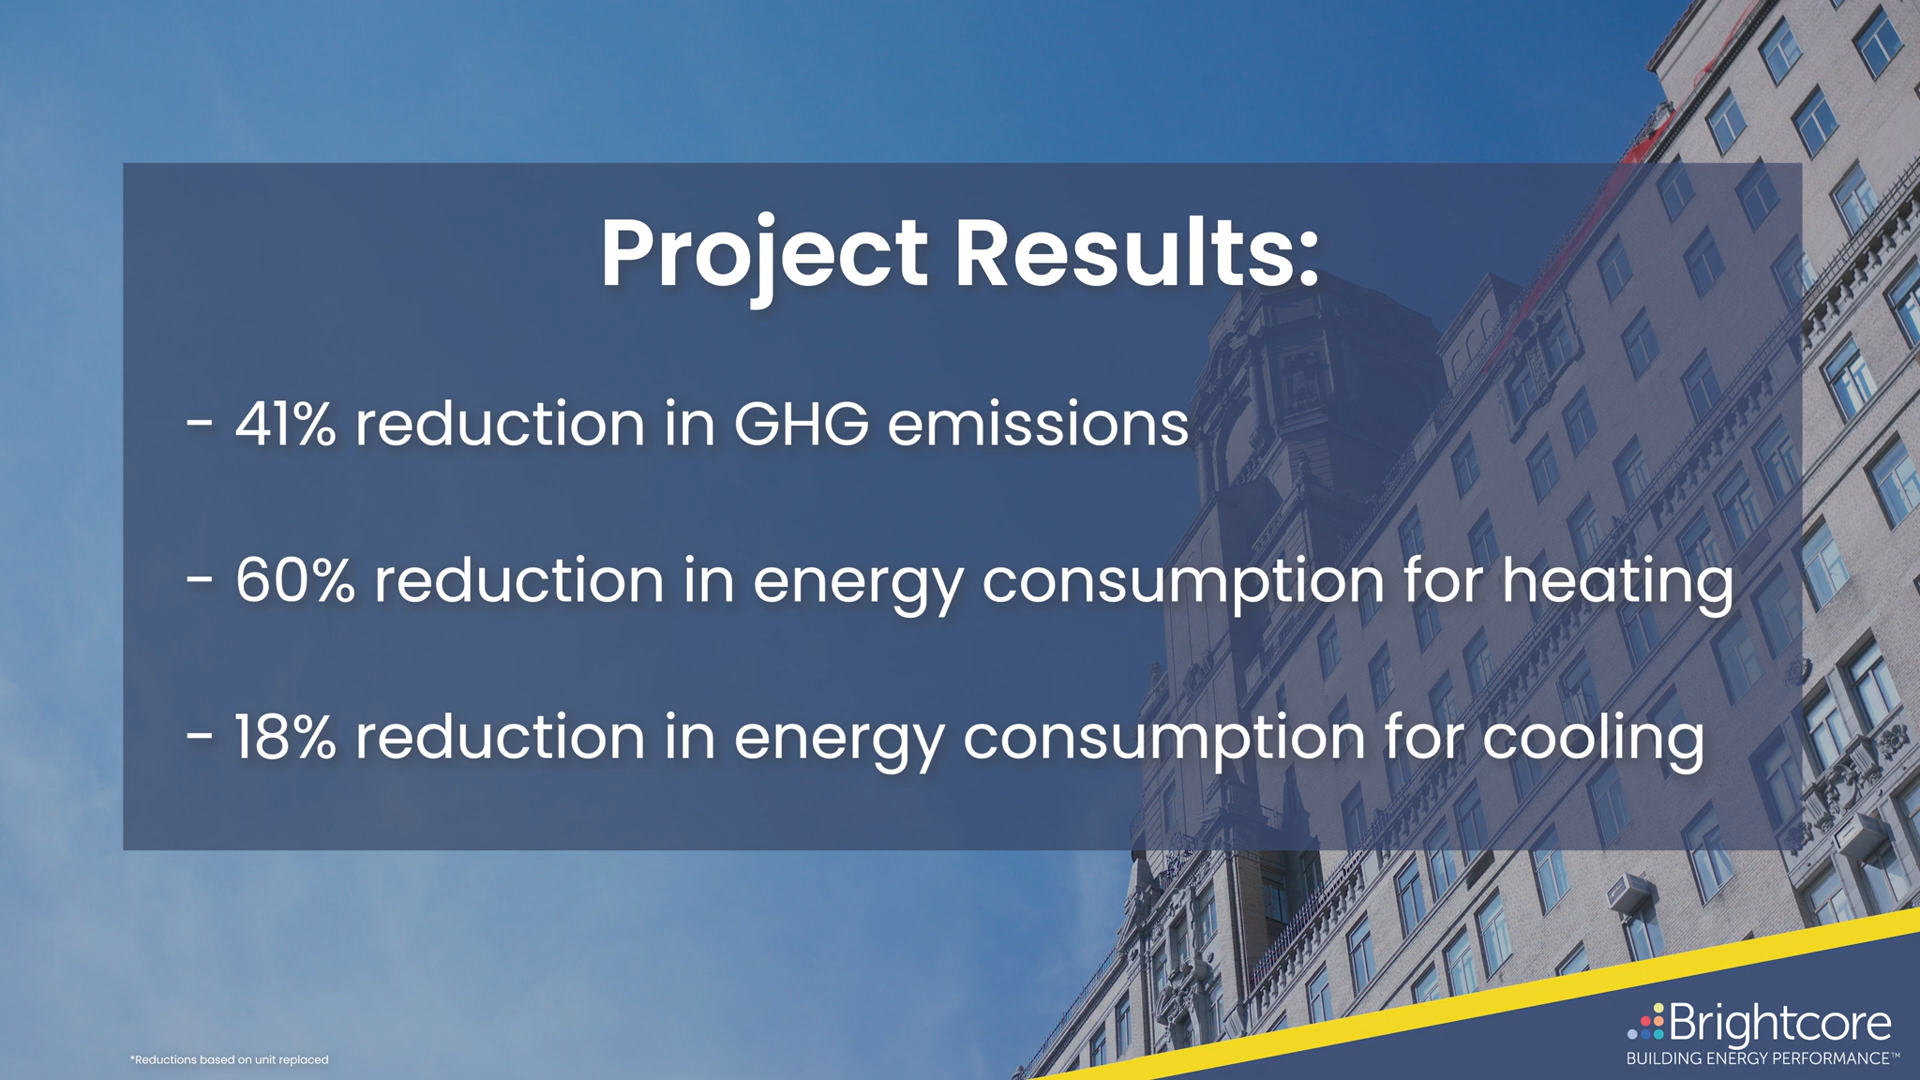 Project Results:
- 41% reduction in GHG emissions
- 60% reduction in energy consumption for heating
- 18% reduction in energy consumption for cooling
*Reductions based on unit replaced
Brightcore
BUILDING ENERGY PERFORMANCE™